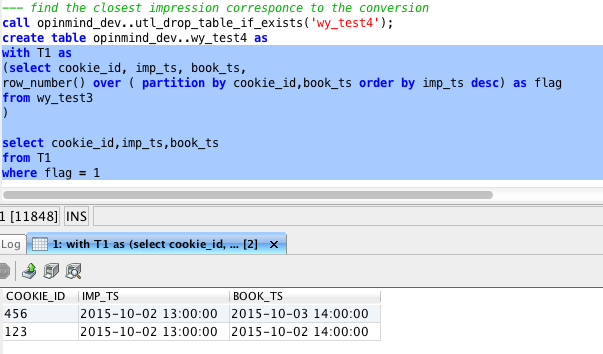 --- find the closest impression corresponce to the conversion
call opinmind_dev..utl_drop_table_if_exists('wy_test4');
create table opinmind_dev..wy_test4 as
with T1 as
(select cookie_id, imp_ts, book_ts,
row_number() over ( partition by cookie_id,book_ts order by imp_ts desc) as flag
from wy_test3
)
select cookie_id,imp_ts,book_ts
from T1
where flag = 1
1 [11848] INS
Log 1: with T1 as (select cookie_id, ... [2] ×
COOKIE_ID IMP_TS BOOK_TS
456 2015-10-02 13:00:00 2015-10-03 14:00:00
123 2015-10-02 13:00:00 2015-10-02 14:00:00